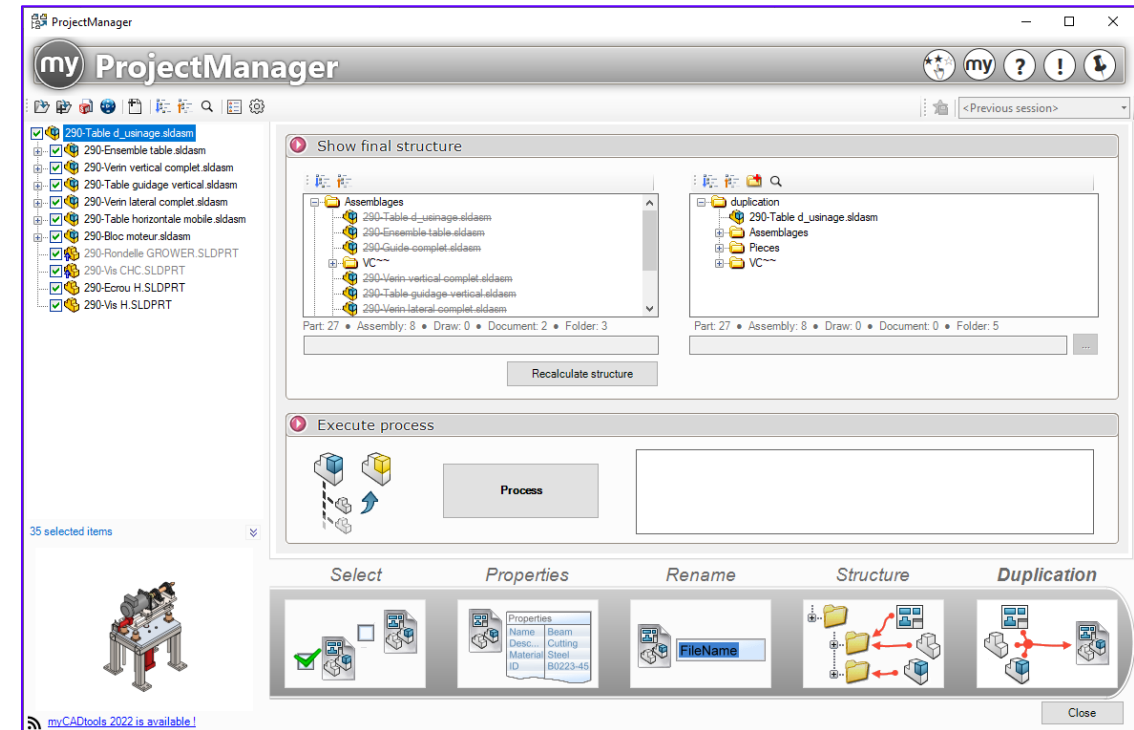 ProjectManager
my ProjectManager
my ? !
<Previous session>
290-Table d_usinage.sldasm
290-Ensemble table.sldasm
290-Verin vertical complet.sldasm
290-Table guidage vertical.sldasm
290-Verin lateral complet.sldasm
290-Table horizontale mobile.sldasm
290-Bloc moteur.sldasm
290-Rondelle GROWER.SLDPRT
290-Vis CHC.SLDPRT
290-Ecrou H.SLDPRT
290-Vis H.SLDPRT
35 selected items
myCADtools 2022 is available !
Show final structure
Assemblages
290-Table d_usinage.sldasm
290-Ensemble table.sldasm
290-Guide complet.sldasm
VC~~
290-Verin vertical complet.sldasm
290-Table guidage vertical.sldasm
290-Verin lateral complet.sldasm
Part: 27 ● Assembly: 8 ● Draw: 0 ● Document: 2 ● Folder: 3
Recalculate structure
duplication
290-Table d_usinage.sldasm
Assemblages
Pieces
VC~~
Part: 27 ● Assembly: 8 ● Draw: 0 ● Document: 0 ● Folder: 5
...
Execute process
Process
Select Properties Rename Structure Duplication
Properties
Name Beam
Desc... Cutting
Material Steel
ID B0223-45
FileName
Close